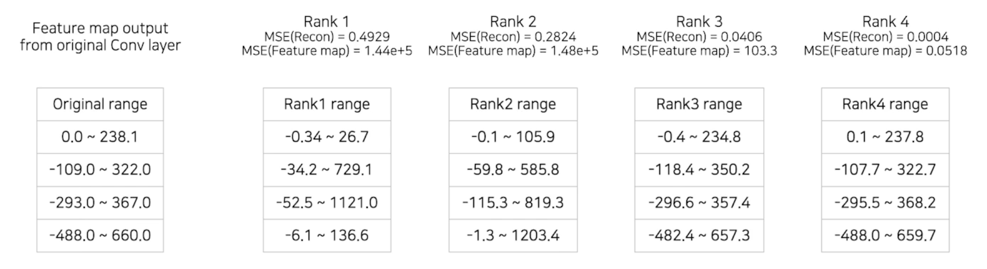 Feature map output
from original Conv layer
Rank 1
MSE(Recon) = 0.4929
MSE(Feature map) = 1.44e+5
Rank 2
MSE(Recon) = 0.2824
MSE(Feature map) = 1.48e+5
Rank 3
MSE(Recon) = 0.0406
MSE(Feature map) = 103.3
Rank 4
MSE(Recon) = 0.0004
MSE(Feature map) = 0.0518
Original range
0.0 ~ 238.1
-109.0 ~ 322.0
-293.0 ~ 367.0
-488.0 ~ 660.0
Rank1 range
-0.34 ~ 26.7
-34.2 ~ 729.1
-52.5 ~ 1121.0
-6.1 ~ 136.6
Rank2 range
-0.1 ~ 105.9
-59.8 ~ 585.8
-115.3 ~ 819.3
-1.3 ~ 1203.4
Rank3 range
-0.4 ~ 234.8
-118.4 ~ 350.2
-296.6 ~ 357.4
-482.4 ~ 657.3
Rank4 range
0.1 ~ 237.8
-107.7 ~ 322.7
-295.5 ~ 368.2
-488.0 ~ 659.7